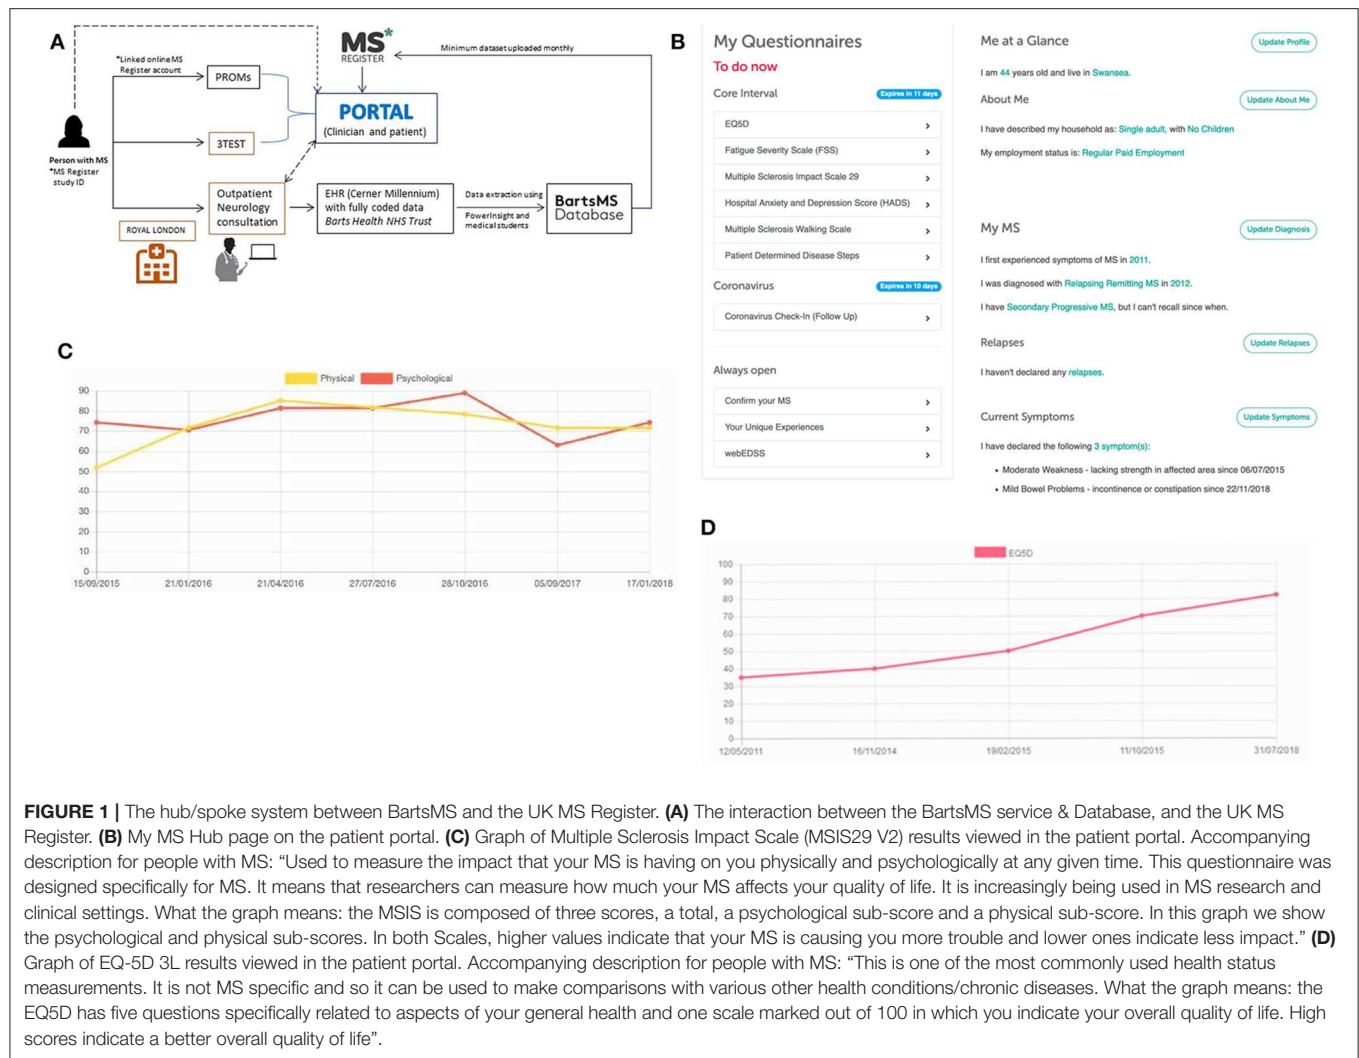 A
MS*
REGISTER
Minimum dataset uploaded monthly
*Linked online MS
Register account
PROMs
PORTAL
(Clinician and patient)
3TEST
Person with MS
*MS Register
study ID
Outpatient
Neurology
consultation
EHR (Cerner Millennium)
with fully coded data
Barts Health NHS Trust
Data extraction using
PowerInsight and
medical students
BartsMS
Database
ROYAL LONDON
B
My Questionnaires
To do now
Core Interval
Expires in 11 days
EQ5D
Fatigue Severity Scale (FSS)
Multiple Sclerosis Impact Scale 29
Hospital Anxiety and Depression Score (HADS)
Multiple Sclerosis Walking Scale
Patient Determined Disease Steps
Coronavirus
Expires in 10 days
Coronavirus Check-In (Follow Up)
Always open
Confirm your MS
Your Unique Experiences
webEDSS
Me at a Glance
Update Profile
I am 44 years old and live in Swansea.
About Me
Update About Me
I have described my household as: Single adult, with No Children
My employment status is: Regular Paid Employment
My MS
Update Diagnosis
I first experienced symptoms of MS in 2011.
I was diagnosed with Relapsing Remitting MS in 2012.
I have Secondary Progressive MS, but I can't recall since when.
Relapses
Update Relapses
I haven't declared any relapses.
Current Symptoms
Update Symptoms
I have declared the following 3 symptom(s):
• Moderate Weakness - lacking strength in affected area since 06/07/2015
• Mild Bowel Problems - incontinence or constipation since 22/11/2018
C
Physical
Psychological
90
80
70
60
50
40
30
20
10
0
15/09/2015
21/01/2016
21/04/2016
27/07/2016
28/10/2016
05/09/2017
17/01/2018
D
EQ5D
100
90
80
70
60
50
40
30
20
10
0
12/05/2011
16/11/2014
19/02/2015
11/10/2015
31/07/2018
FIGURE 1 | The hub/spoke system between BartsMS and the UK MS Register. (A) The interaction between the BartsMS service & Database, and the UK MS
Register. (B) My MS Hub page on the patient portal. (C) Graph of Multiple Sclerosis Impact Scale (MSIS29 V2) results viewed in the patient portal. Accompanying
description for people with MS: “Used to measure the impact that your MS is having on you physically and psychologically at any given time. This questionnaire was
designed specifically for MS. It means that researchers can measure how much your MS affects your quality of life. It is increasingly being used in MS research and
clinical settings. What the graph means: the MSIS is composed of three scores, a total, a psychological sub-score and a physical sub-score. In this graph we show
the psychological and physical sub-scores. In both Scales, higher values indicate that your MS is causing you more trouble and lower ones indicate less impact.” (D)
Graph of EQ-5D 3L results viewed in the patient portal. Accompanying description for people with MS: “This is one of the most commonly used health status
measurements. It is not MS specific and so it can be used to make comparisons with various other health conditions/chronic diseases. What the graph means: the
EQ5D has five questions specifically related to aspects of your general health and one scale marked out of 100 in which you indicate your overall quality of life. High
scores indicate a better overall quality of life”.